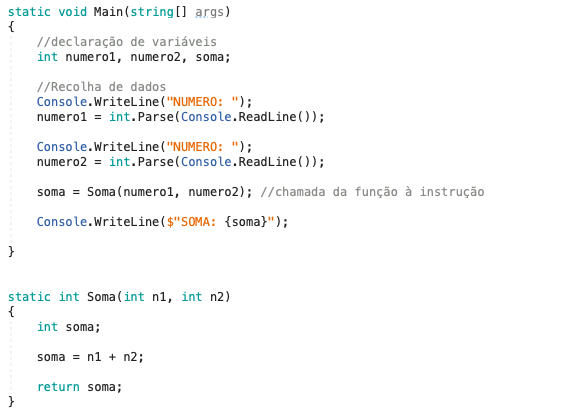 static void Main(string[] args)
{
//declaração de variáveis
int numero1, numero2, soma;
//Recolha de dados
Console.WriteLine("NUMERO: ");
numero1 = int.Parse(Console.ReadLine());
Console.WriteLine("NUMERO: ");
numero2 = int.Parse(Console.ReadLine());
soma = Soma(numero1, numero2); //chamada da função à instrução
Console.WriteLine($"SOMA: {soma}");
}
static int Soma(int n1, int n2)
{
int soma;
soma = n1 + n2;
return soma;
}